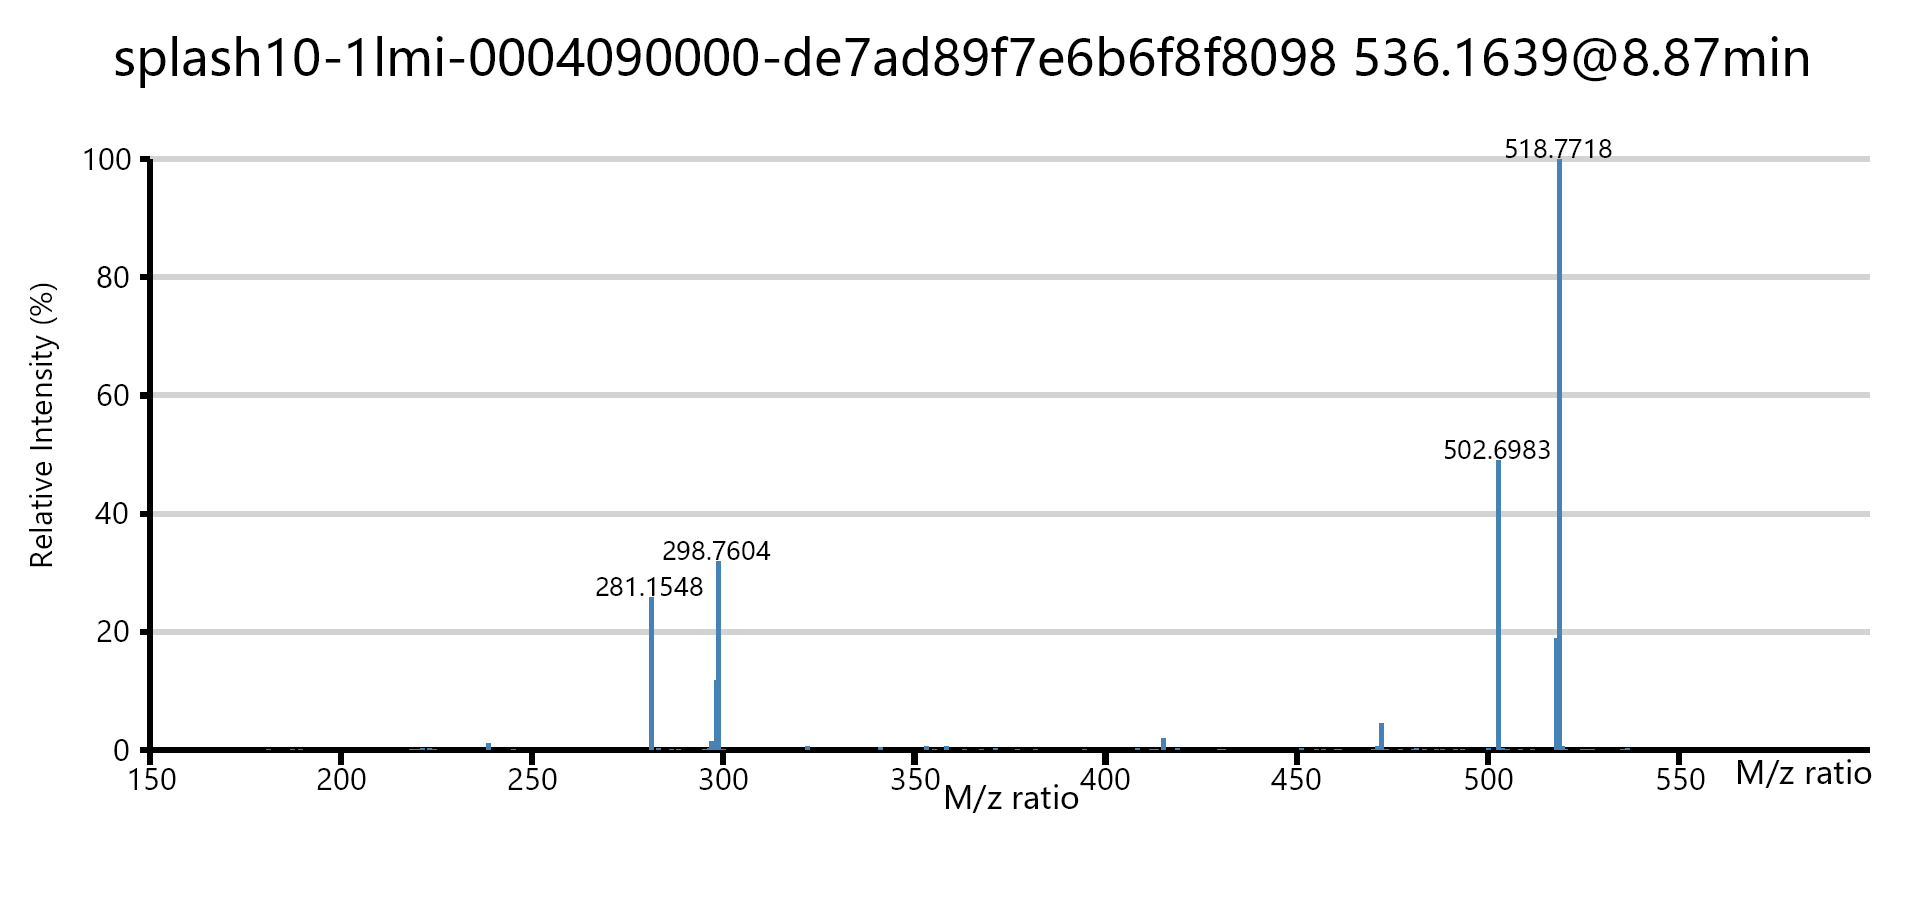 splash10-1lmi-0004090000-de7ad89f7e6b6f8f8098 536.1639@8.87min
Relative Intensity (%)
100
80
60
40
20
0
518.7718
502.6983
298.7604
281.1548
150 200 250 300 350 400 450 500 550
M/z ratio
M/z ratio